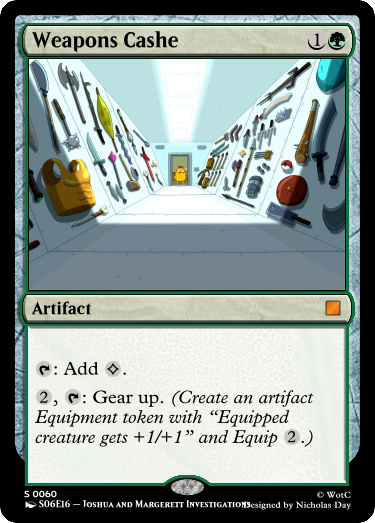 Weapons Cashe 1
Artifact
: Add .
2, : Gear up. (Create an artifact
Equipment token with “Equipped
creature gets +1/+1” and Equip 2.)
S 0060
© WotC
S06E16 – Joshua and Margerett Investigations
Designed by Nicholas Day